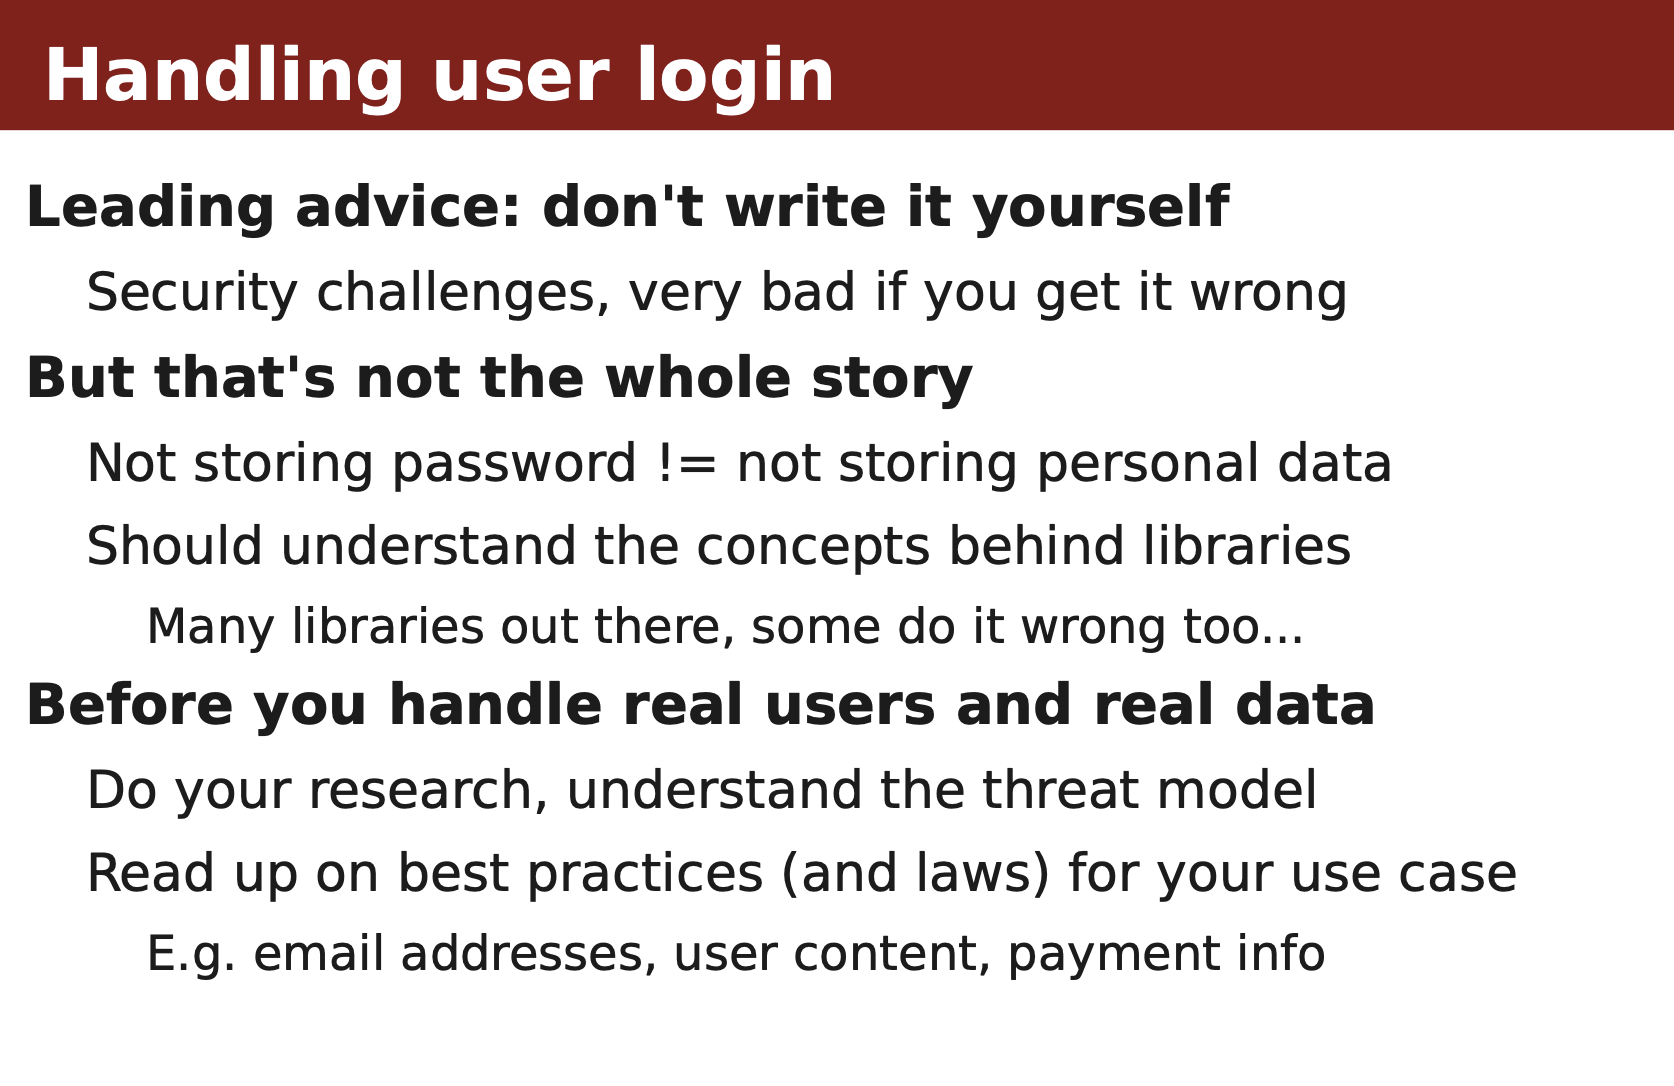 Handling user login
Leading advice: don't write it yourself
Security challenges, very bad if you get it wrong
But that's not the whole story
Not storing password != not storing personal data
Should understand the concepts behind libraries
Many libraries out there, some do it wrong too...
Before you handle real users and real data
Do your research, understand the threat model
Read up on best practices (and laws) for your use case
E.g. email addresses, user content, payment info